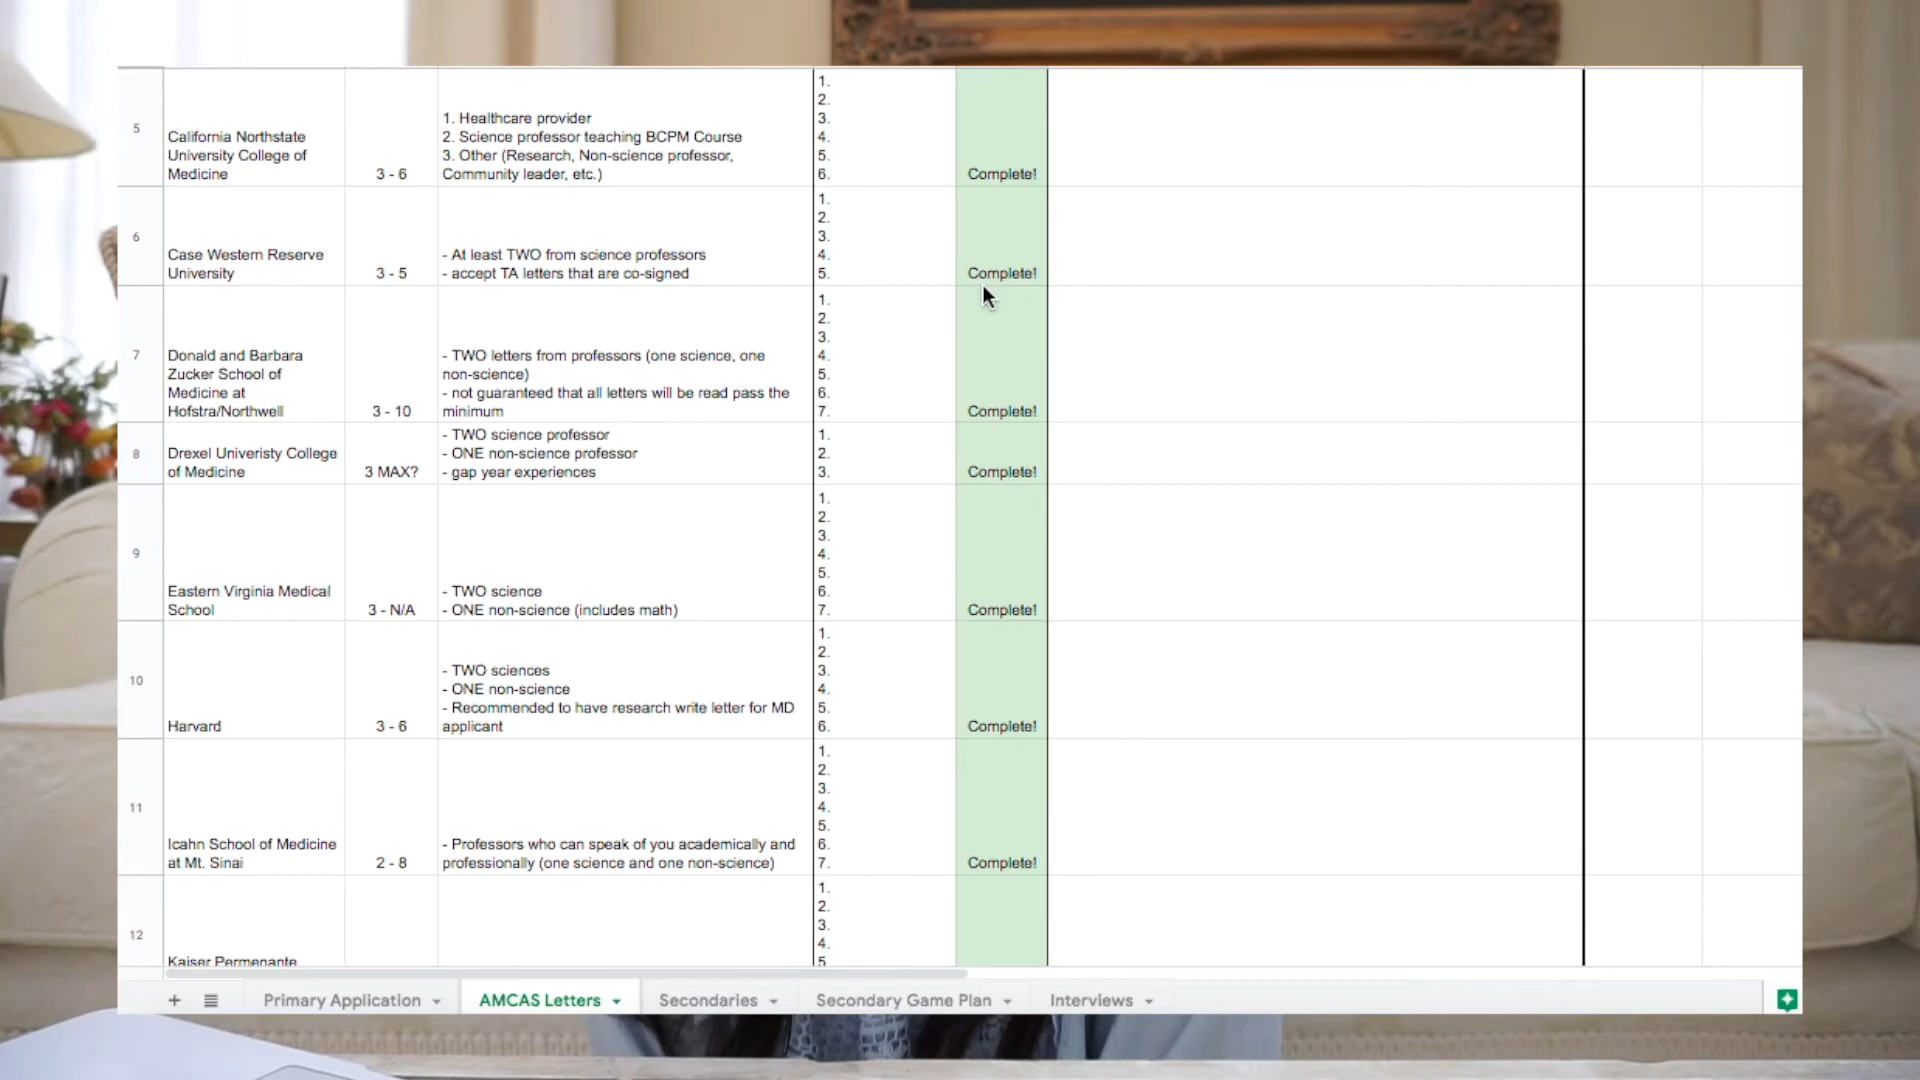 5
California Northstate
University College of
Medicine
3 - 6
1. Healthcare provider
2. Science professor teaching BCPM Course
3. Other (Research, Non-science professor,
Community leader, etc.)
1.
2.
3.
4.
5.
6.
Complete!
6
Case Western Reserve
University
3 - 5
- At least TWO from science professors
- accept TA letters that are co-signed
1.
2.
3.
4.
5.
Complete!
7
Donald and Barbara
Zucker School of
Medicine at
Hofstra/Northwell
3 - 10
- TWO letters from professors (one science, one
non-science)
- not guaranteed that all letters will be read pass the
minimum
1.
2.
3.
4.
5.
6.
7.
Complete!
8
Drexel Univeristy College
of Medicine
3 MAX?
- TWO science professor
- ONE non-science professor
- gap year experiences
1.
2.
3.
Complete!
9
Eastern Virginia Medical
School
3 - N/A
- TWO science
- ONE non-science (includes math)
1.
2.
3.
4.
5.
6.
7.
Complete!
10
Harvard
3 - 6
- TWO sciences
- ONE non-science
- Recommended to have research write letter for MD
applicant
1.
2.
3.
4.
5.
6.
Complete!
11
Icahn School of Medicine
at Mt. Sinai
2 - 8
- Professors who can speak of you academically and
professionally (one science and one non-science)
1.
2.
3.
4.
5.
6.
7.
Complete!
12
Kaiser Permenante
1.
2.
3.
4.
5
Primary Application
AMCAS Letters
Secondaries
Secondary Game Plan
Interviews